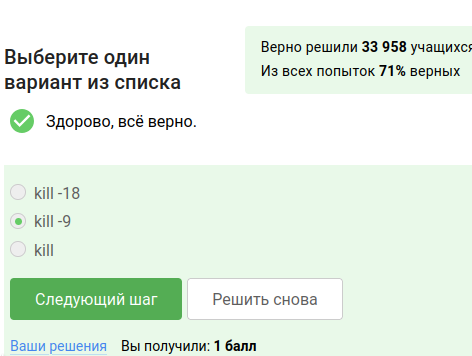 Верно решили 33 958 учащихся
Из всех попыток 71% верных
Выберите один
вариант из списка
Здорово, всё верно.
kill -18
kill -9
kill
Следующий шаг
Решить снова
Ваши решения Вы получили: 1 балл